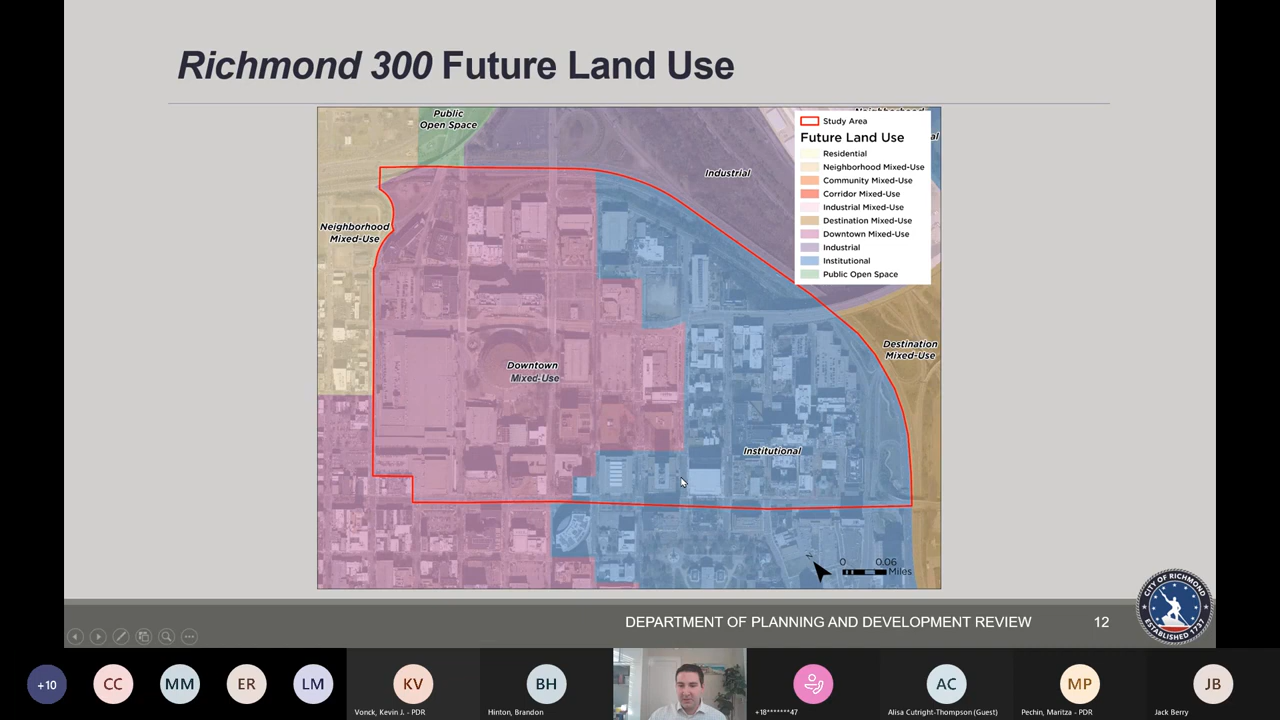 Richmond 300 Future Land Use
Public
Open Space
Industrial
Neighborhood
Mixed-Use
Downtown
Mixed-Use
Institutional
Destination
Mixed-Use
Study Area
Future Land Use
Residential
Neighborhood Mixed-Use
Community Mixed-Use
Corridor Mixed-Use
Industrial Mixed-Use
Destination Mixed-Use
Downtown Mixed-Use
Industrial
Institutional
Public Open Space
0 0.06
Miles
DEPARTMENT OF PLANNING AND DEVELOPMENT REVIEW 12
CITY OF RICHMOND
ESTABLISHED 1737
+10 CC MM ER LM KV BH AC MP JB
Vonck, Kevin J. - PDR Hinton, Brandon +18*******47 Alisa Cutright-Thompson (Guest) Pechin, Maritza - PDR Jack Berry